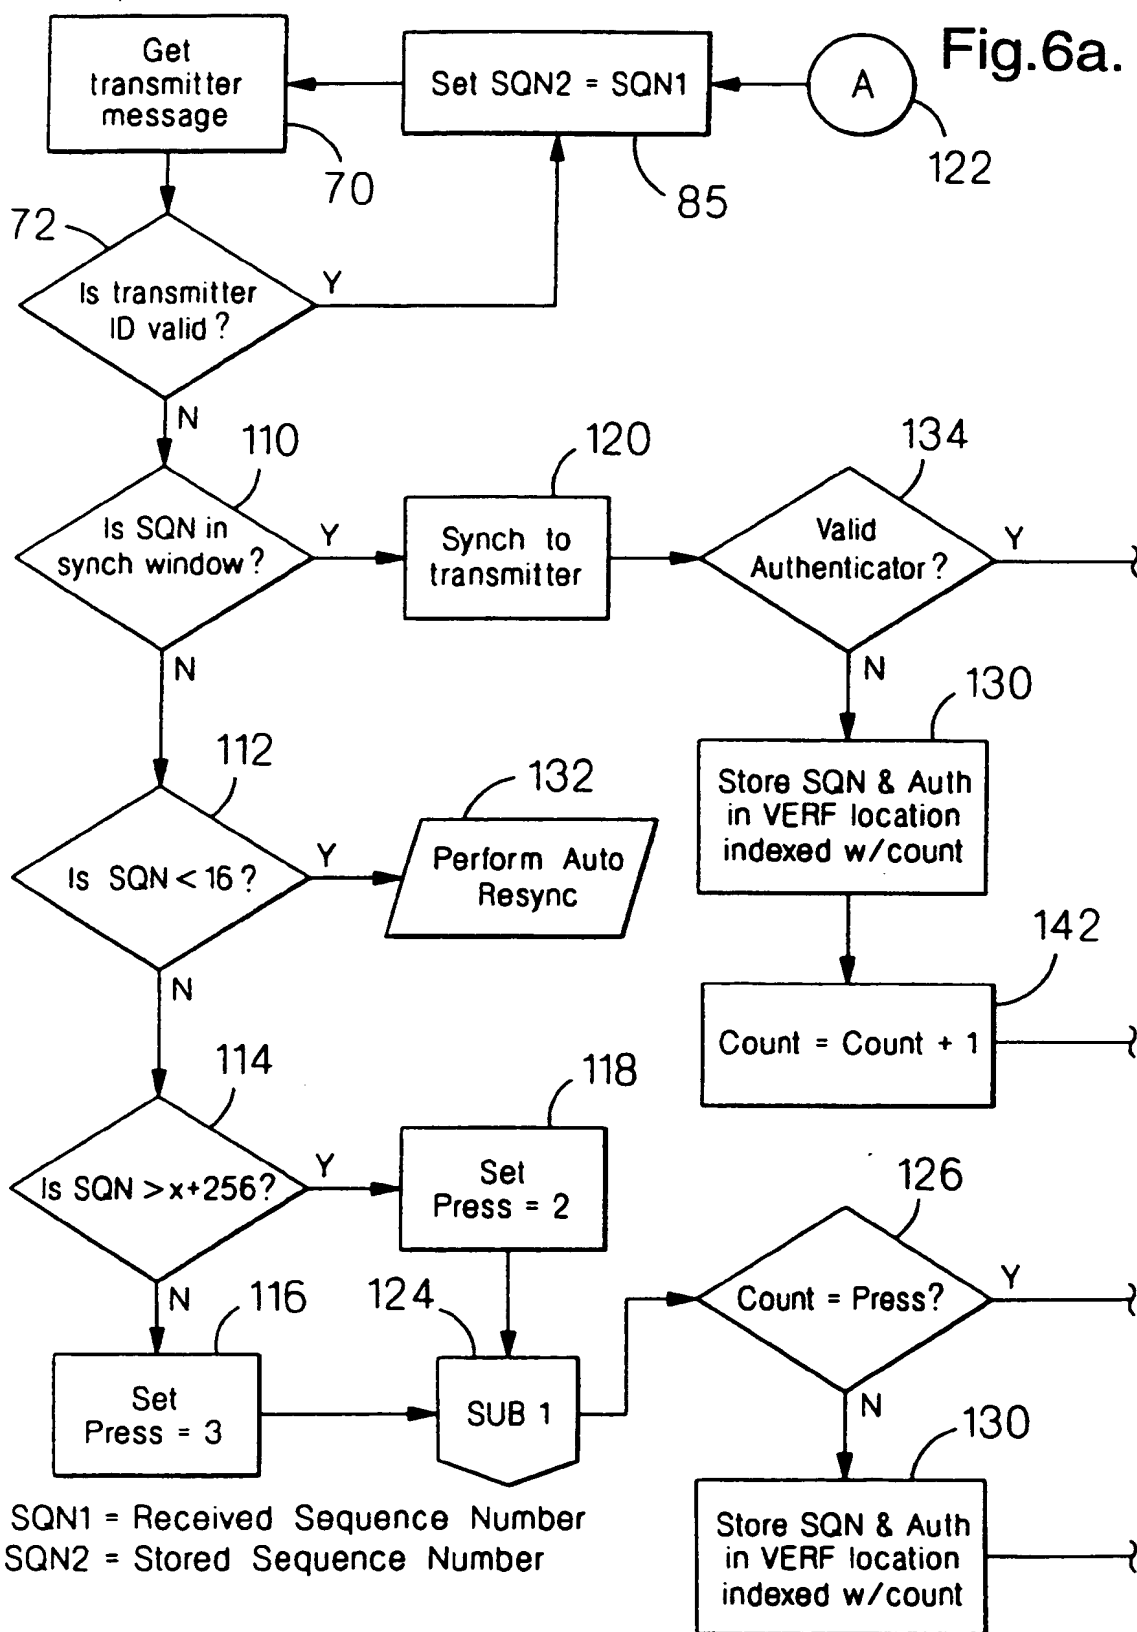 Fig.6a.
Get
transmitter
message
70
Set SQN2 = SQN1
85
A
122
72
Is transmitter
ID valid?
Y
N
110
Is SQN in
synch window?
Y
N
120
Synch to
transmitter
134
Valid
Authenticator?
Y
N
130
Store SQN & Auth
in VERF location
indexed w/count
142
Count = Count + 1
112
Is SQN < 16?
Y
N
132
Perform Auto
Resync
114
Is SQN > x+256?
Y
N
118
Set
Press = 2
116
Set
Press = 3
124
SUB 1
126
Count = Press?
Y
N
130
Store SQN & Auth
in VERF location
indexed w/count
SQN1 = Received Sequence Number
SQN2 = Stored Sequence Number